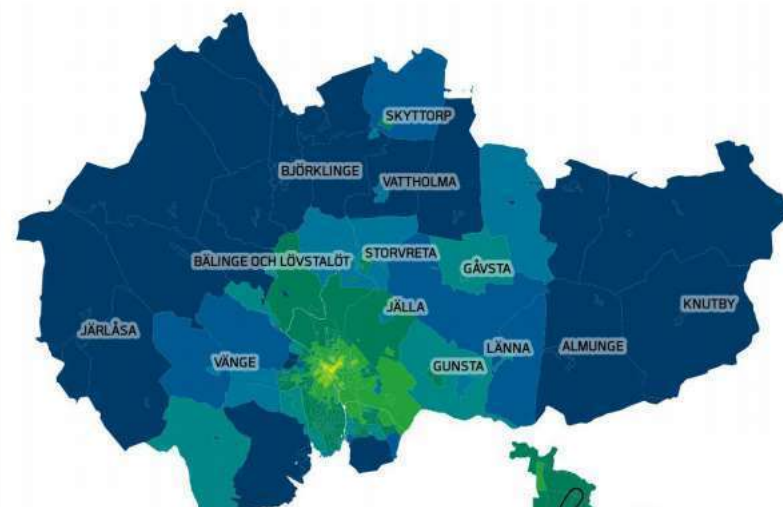 SKYTTORP
BJÖRKLINGE
VATTHOLMA
BÄLINGE OCH LÖVSTALÖT
STORVRETA
GÅVSTA
JÄLLA
KNUTBY
JÄRLÅSA
VÄNGE
GUNSTA
LÄNNA
ALMUNGE